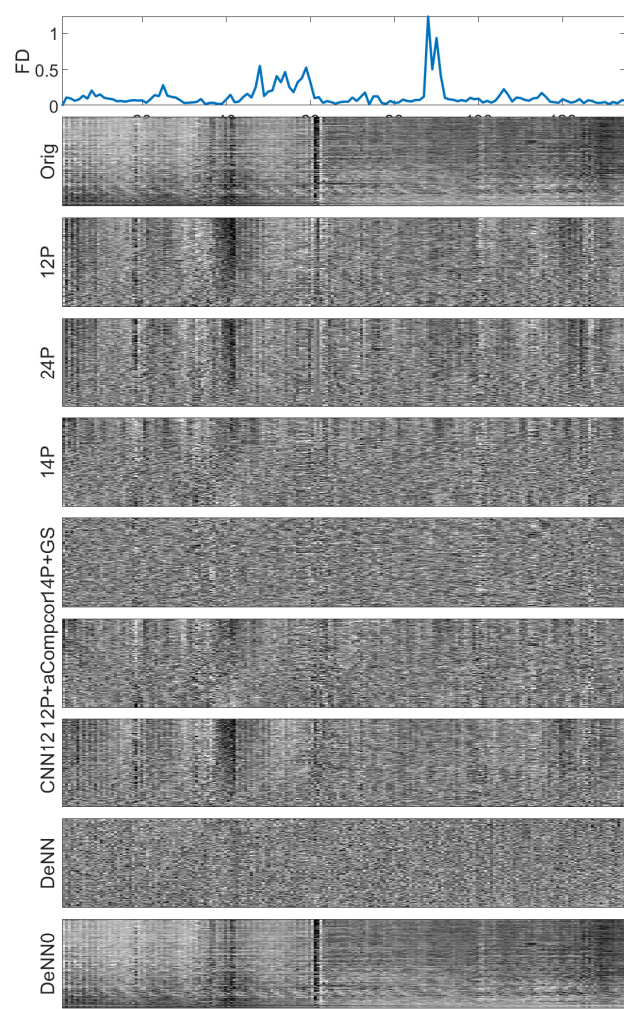 FD
1
0.5
0
Orig
12P
24P
14P
14P+GS
12P+aCompcor
CNN12
DeNN
DeNN0